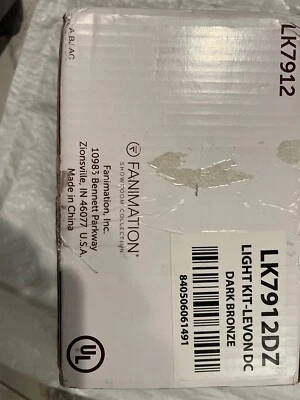 LK7912
A B / AC
FANIMATION®
SHOWROOM COLLECTION
Fanimation, Inc.
10983 Bennett Parkway
Zionsville, IN 46077 U.S.A.
Made in China
LK7912DZ
LIGHT KIT-LEVON DC
DARK BRONZE
840506061491
UL